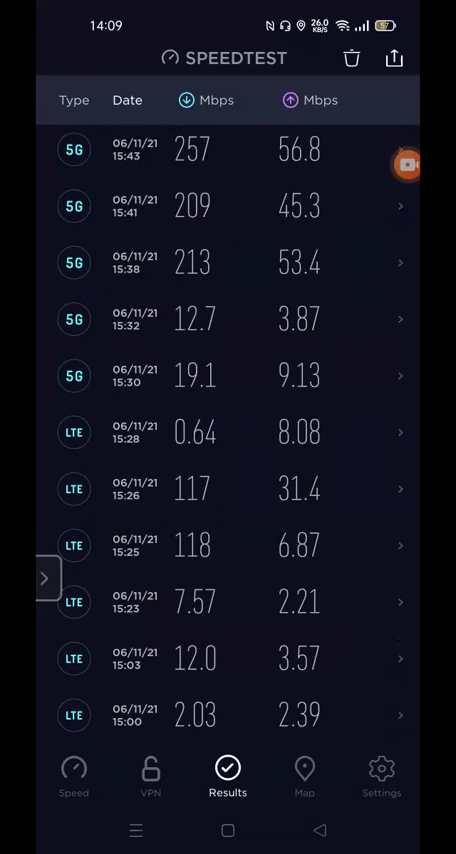 14:09 26.0 KB/S 57
SPEEDTEST
Type Date Mbps Mbps
5G 06/11/21 15:43 257 56.8
5G 06/11/21 15:41 209 45.3
5G 06/11/21 15:38 213 53.4
5G 06/11/21 15:32 12.7 3.87
5G 06/11/21 15:30 19.1 9.13
LTE 06/11/21 15:28 0.64 8.08
LTE 06/11/21 15:26 117 31.4
LTE 06/11/21 15:25 118 6.87
LTE 06/11/21 15:23 7.57 2.21
LTE 06/11/21 15:03 12.0 3.57
LTE 06/11/21 15:00 2.03 2.39
Speed VPN Results Map Settings